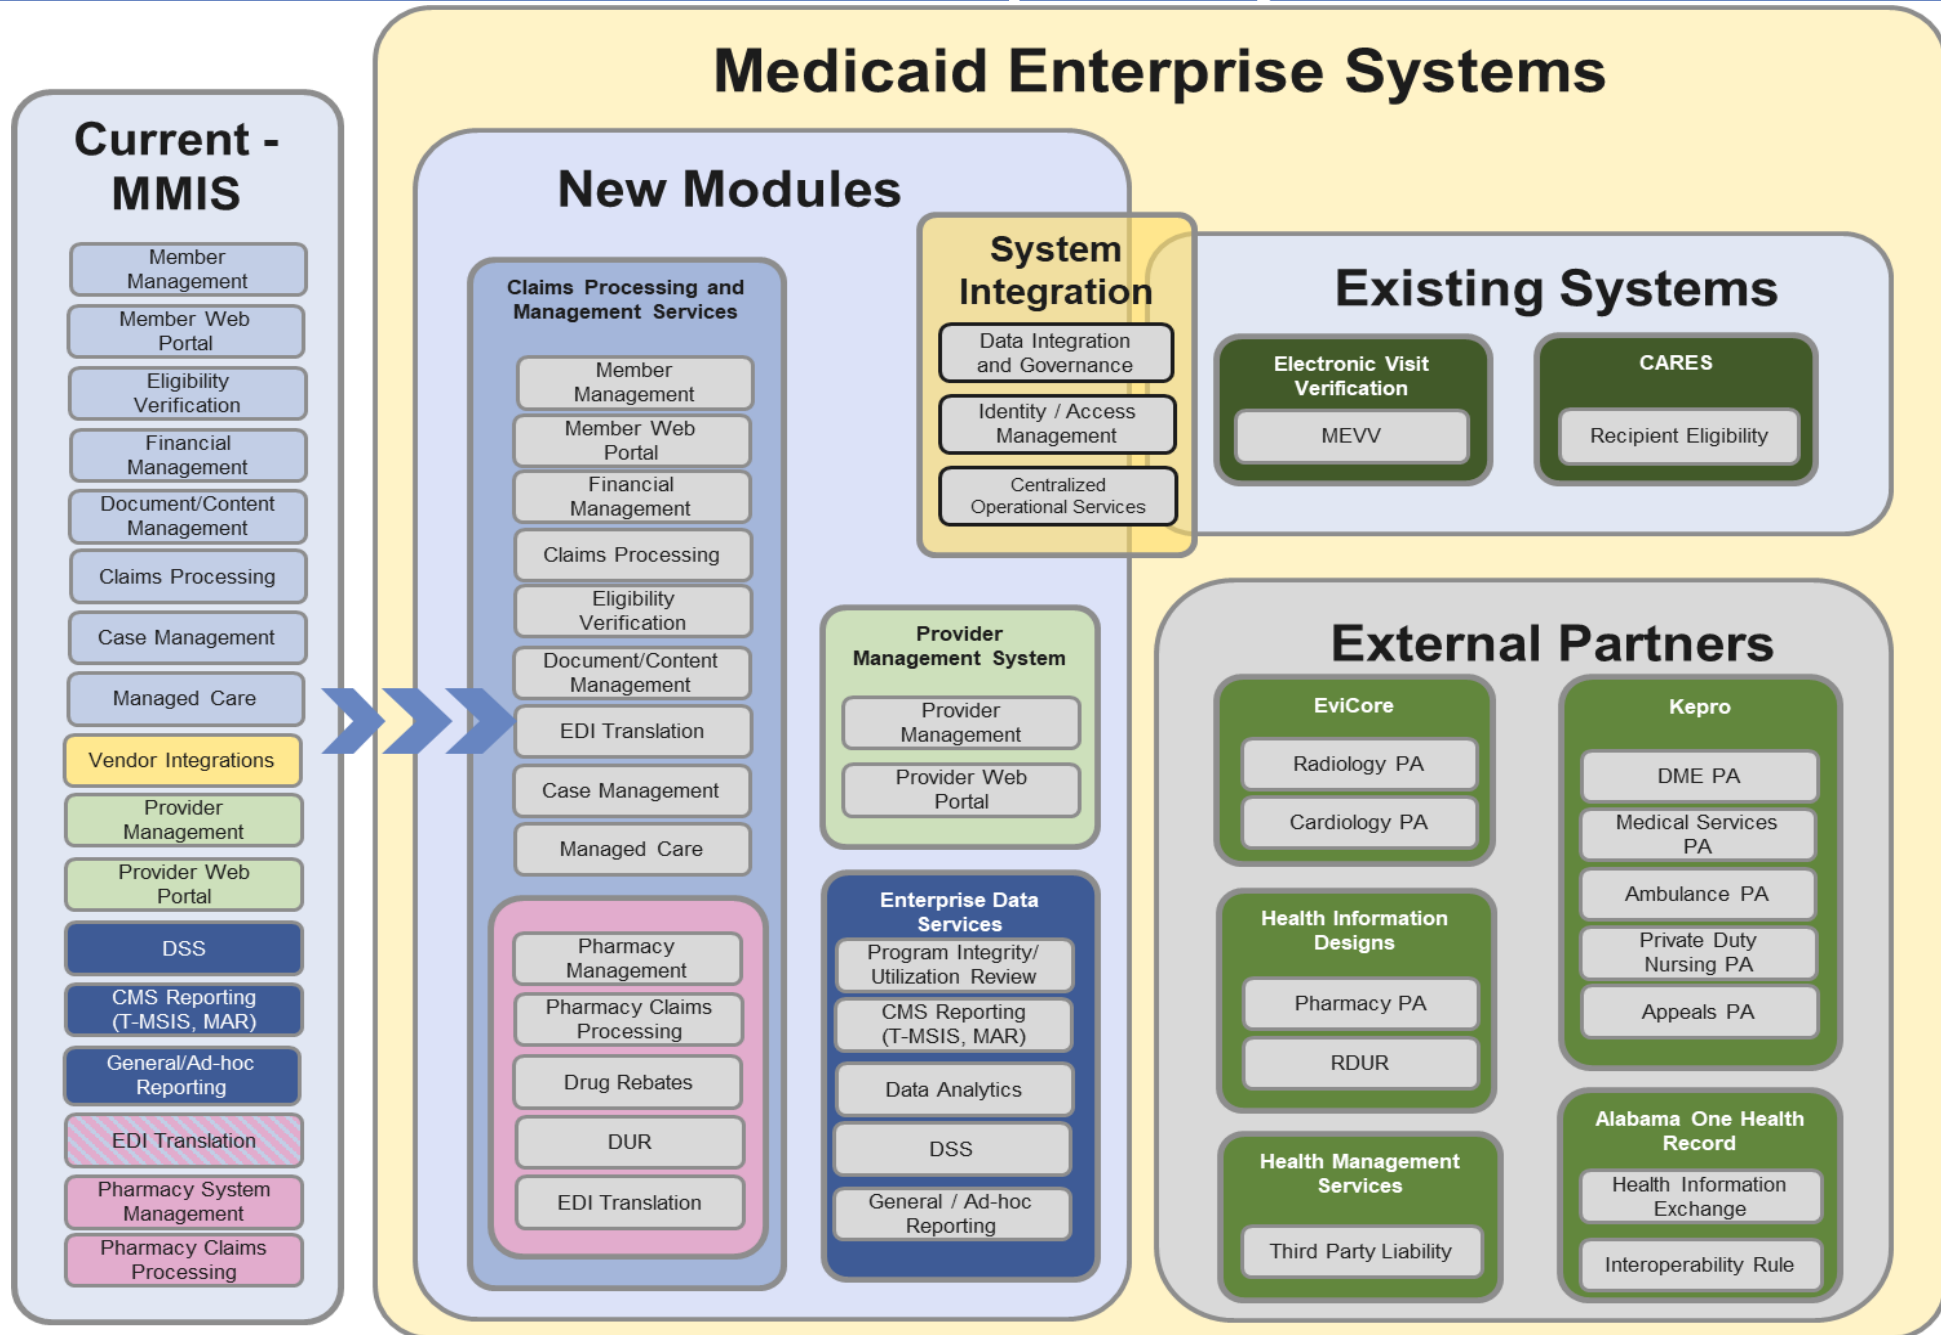 Medicaid Enterprise Systems
Current -
MMIS
Member
Management
Member Web
Portal
Eligibility
Verification
Financial
Management
Document/Content
Management
Claims Processing
Case Management
Managed Care
Vendor Integrations
Provider
Management
Provider Web
Portal
DSS
CMS Reporting
(T-MSIS, MAR)
General/Ad-hoc
Reporting
EDI Translation
Pharmacy System
Management
Pharmacy Claims
Processing
New Modules
Claims Processing and
Management Services
Member
Management
Member Web
Portal
Financial
Management
Claims Processing
Eligibility
Verification
Document/Content
Management
EDI Translation
Case Management
Managed Care
Pharmacy
Management
Pharmacy Claims
Processing
Drug Rebates
DUR
EDI Translation
System
Integration
Data Integration
and Governance
Identity / Access
Management
Centralized
Operational Services
Provider
Management System
Provider
Management
Provider Web
Portal
Enterprise Data
Services
Program Integrity/
Utilization Review
CMS Reporting
(T-MSIS, MAR)
Data Analytics
DSS
General / Ad-hoc
Reporting
Existing Systems
Electronic Visit
Verification
MEVV
CARES
Recipient Eligibility
External Partners
EviCore
Radiology PA
Cardiology PA
Health Information
Designs
Pharmacy PA
RDUR
Health Management
Services
Third Party Liability
Kepro
DME PA
Medical Services
PA
Ambulance PA
Private Duty
Nursing PA
Appeals PA
Alabama One Health
Record
Health Information
Exchange
Interoperability Rule